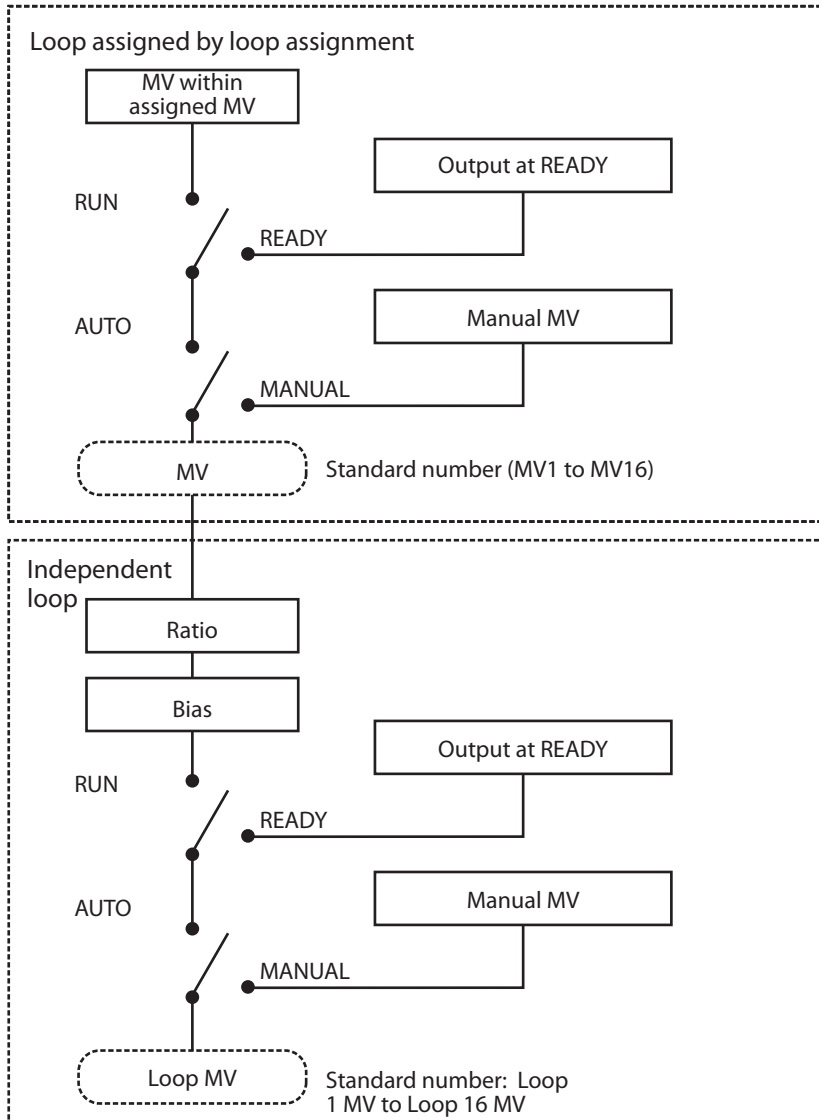 Loop assigned by loop assignment
MV within
assigned MV
Output at READY
RUN
READY
Manual MV
AUTO
MANUAL
MV
Standard number (MV1 to MV16)
Independent
loop
Ratio
Bias
Output at READY
RUN
READY
Manual MV
AUTO
MANUAL
Loop MV
Standard number: Loop
1 MV to Loop 16 MV